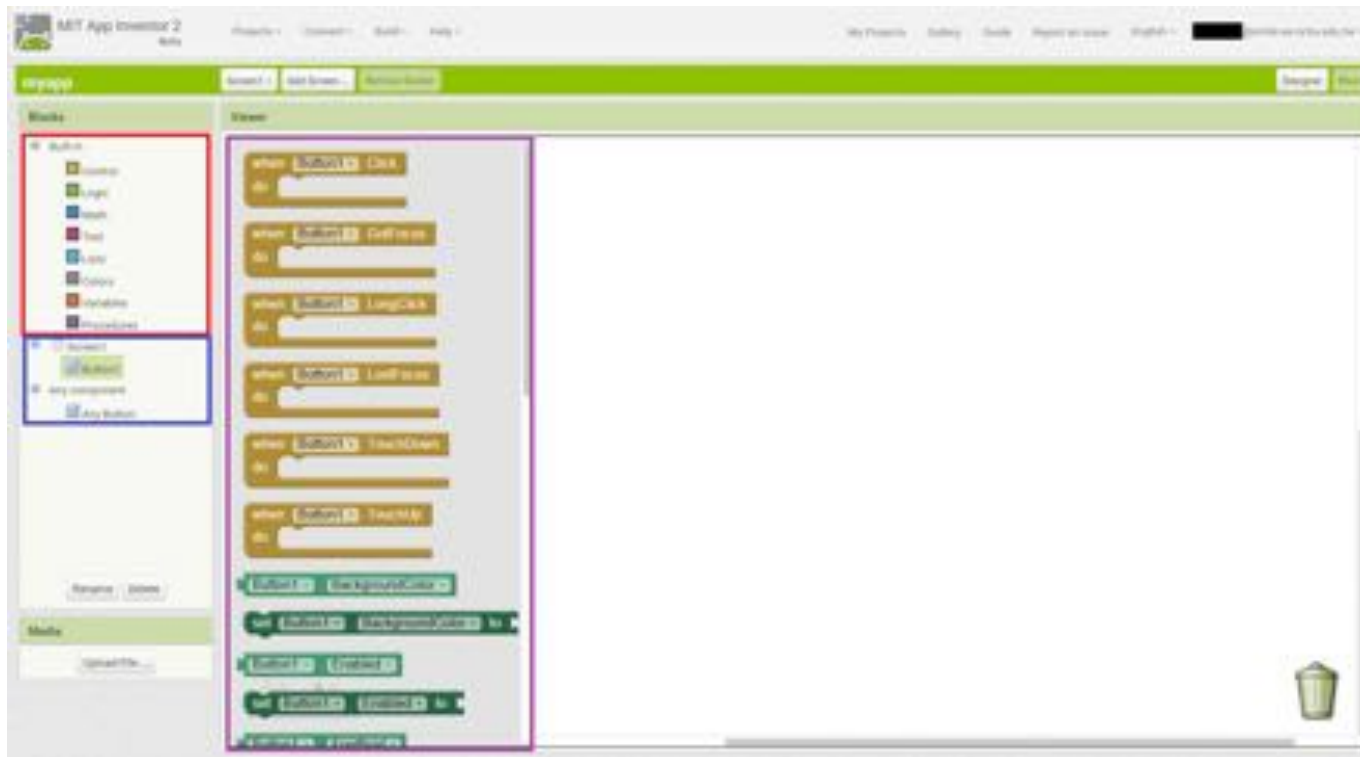 MIT App Inventor 2
Beta
Projects Connect Build Help
My Projects Gallery Guide Report an Issue English
myapp
Screen1 Add Screen ... Remove Screen
Designer
Blocks
Viewer
Built-in
Control
Logic
Math
Text
Lists
Colors
Variables
Procedures
Screen1
Button1
Any component
Any Button
Rename Delete
Media
Upload File ...
when Button1 .Click
do
when Button1 .GotFocus
do
when Button1 .LongClick
do
when Button1 .LostFocus
do
when Button1 .TouchDown
do
when Button1 .TouchUp
do
Button1 . BackgroundColor
set Button1 . BackgroundColor to
Button1 . Enabled
set Button1 . Enabled to